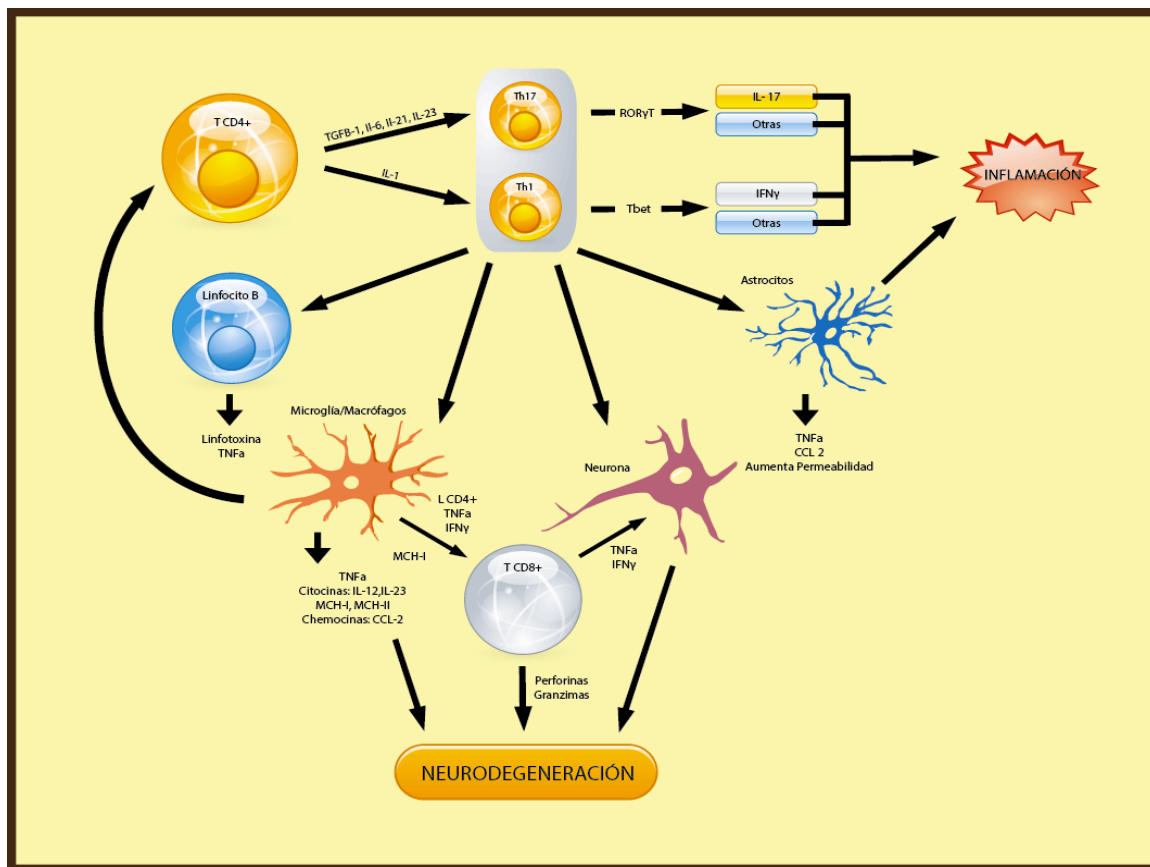 T CD4+
TGFB-1, Il-6, Il-21, IL-23
IL-1
Th17
Th1
RORγT
Tbet
IL- 17
Otras
IFNγ
Otras
INFLAMACIÓN
Linfocito B
Linfotoxina
TNFa
Astrocitos
TNFa
CCL 2
Aumenta Permeabilidad
Microglía/Macrófagos
L CD4+
TNFa
IFNγ
MCH-I
TNFa
Citocinas: IL-12,IL-23
MCH-I, MCH-II
Chemocinas: CCL-2
T CD8+
TNFa
IFNγ
Neurona
Perforinas
Granzimas
NEURODEGENERACIÓN